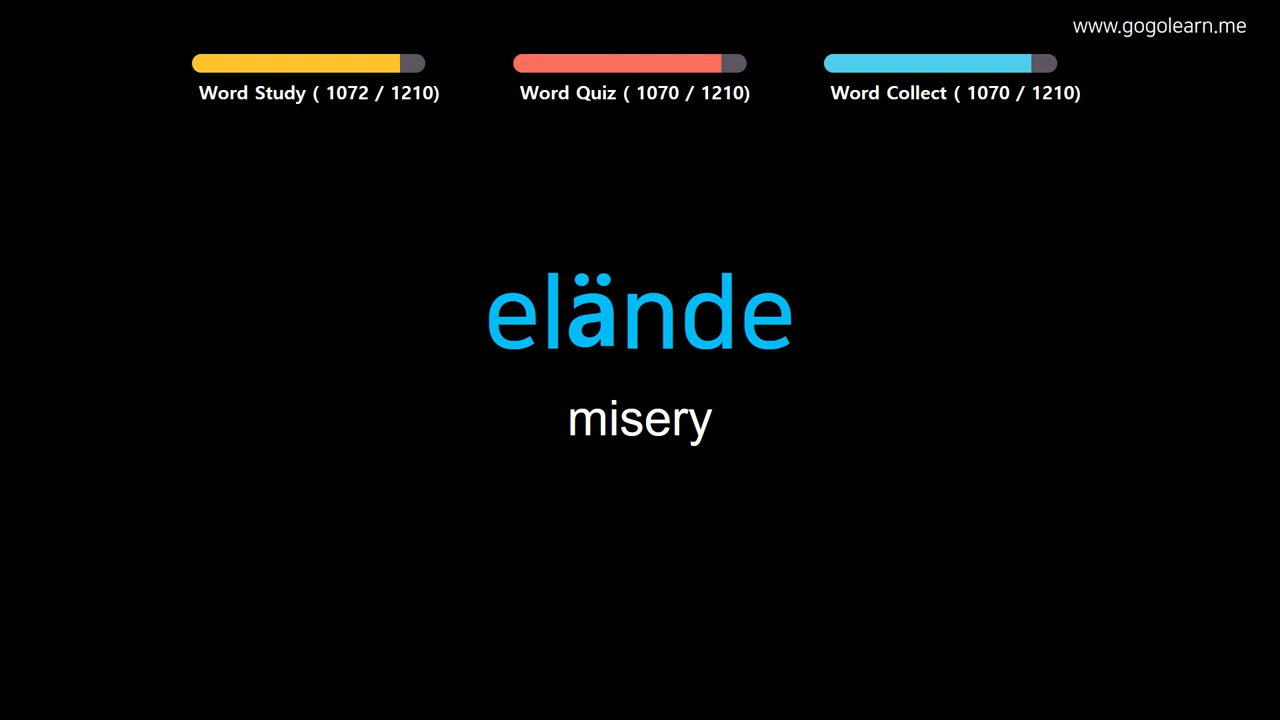 www.gogolearn.me
Word Study ( 1072 / 1210)
Word Quiz ( 1070 / 1210)
Word Collect ( 1070 / 1210)
elände
misery